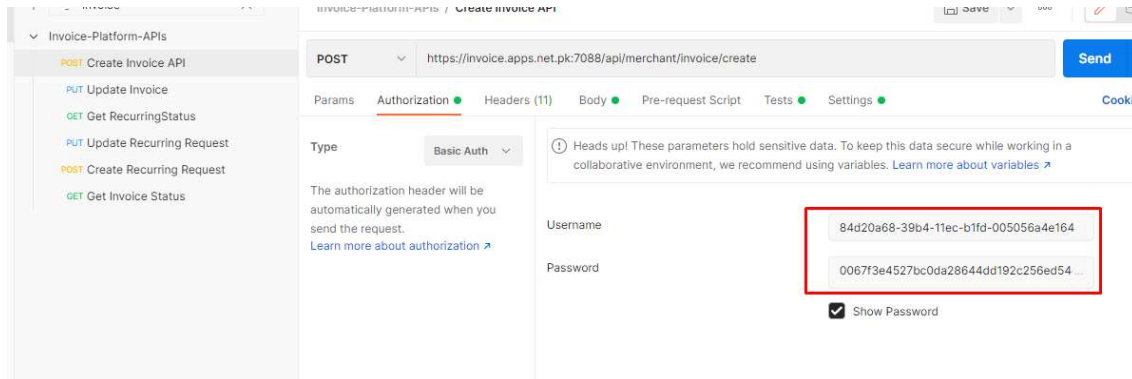 Invoice-Platform-APIs / Create Invoice API
Save
Invoice-Platform-APIs
POST Create Invoice API
PUT Update Invoice
GET Get RecurringStatus
PUT Update Recurring Request
POST Create Recurring Request
GET Get Invoice Status
POST
https://invoice.apps.net.pk:7088/api/merchant/invoice/create
Send
Params
Authorization
Headers (11)
Body
Pre-request Script
Tests
Settings
Type
Basic Auth
The authorization header will be
automatically generated when you
send the request.
Learn more about authorization ↗
Heads up! These parameters hold sensitive data. To keep this data secure while working in a
collaborative environment, we recommend using variables. Learn more about variables ↗
Username
84d20a68-39b4-11ec-b1fd-005056a4e164
Password
0067f3e4527bc0da28644dd192c256ed54-...
Show Password